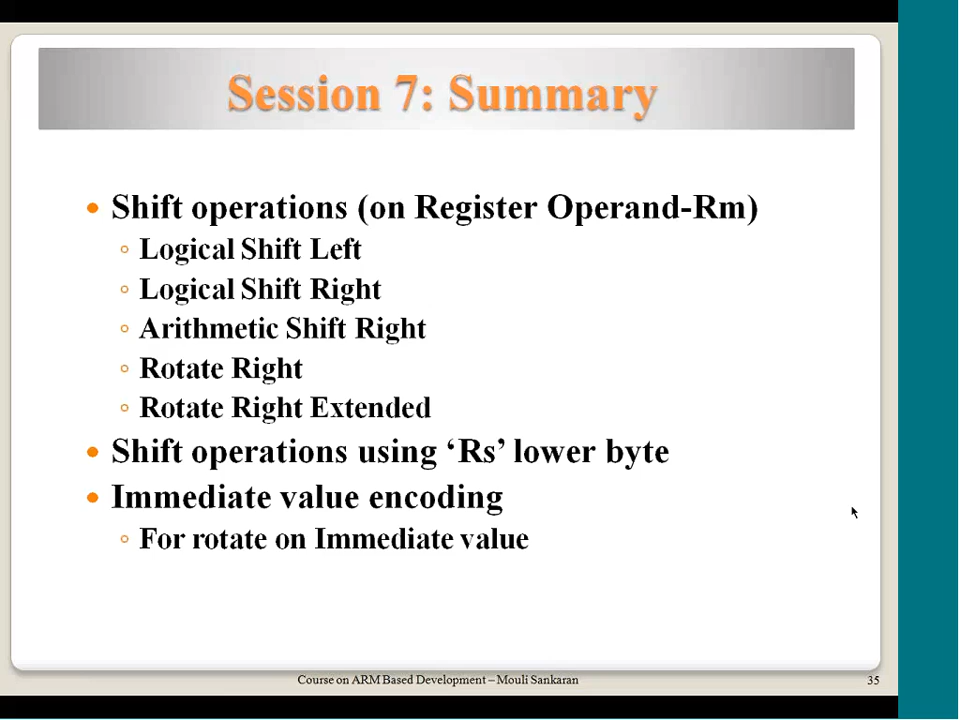 Session 7: Summary
• Shift operations (on Register Operand-Rm)
◦ Logical Shift Left
◦ Logical Shift Right
◦ Arithmetic Shift Right
◦ Rotate Right
◦ Rotate Right Extended
• Shift operations using ‘Rs’ lower byte
• Immediate value encoding
◦ For rotate on Immediate value
Course on ARM Based Development – Mouli Sankaran
35